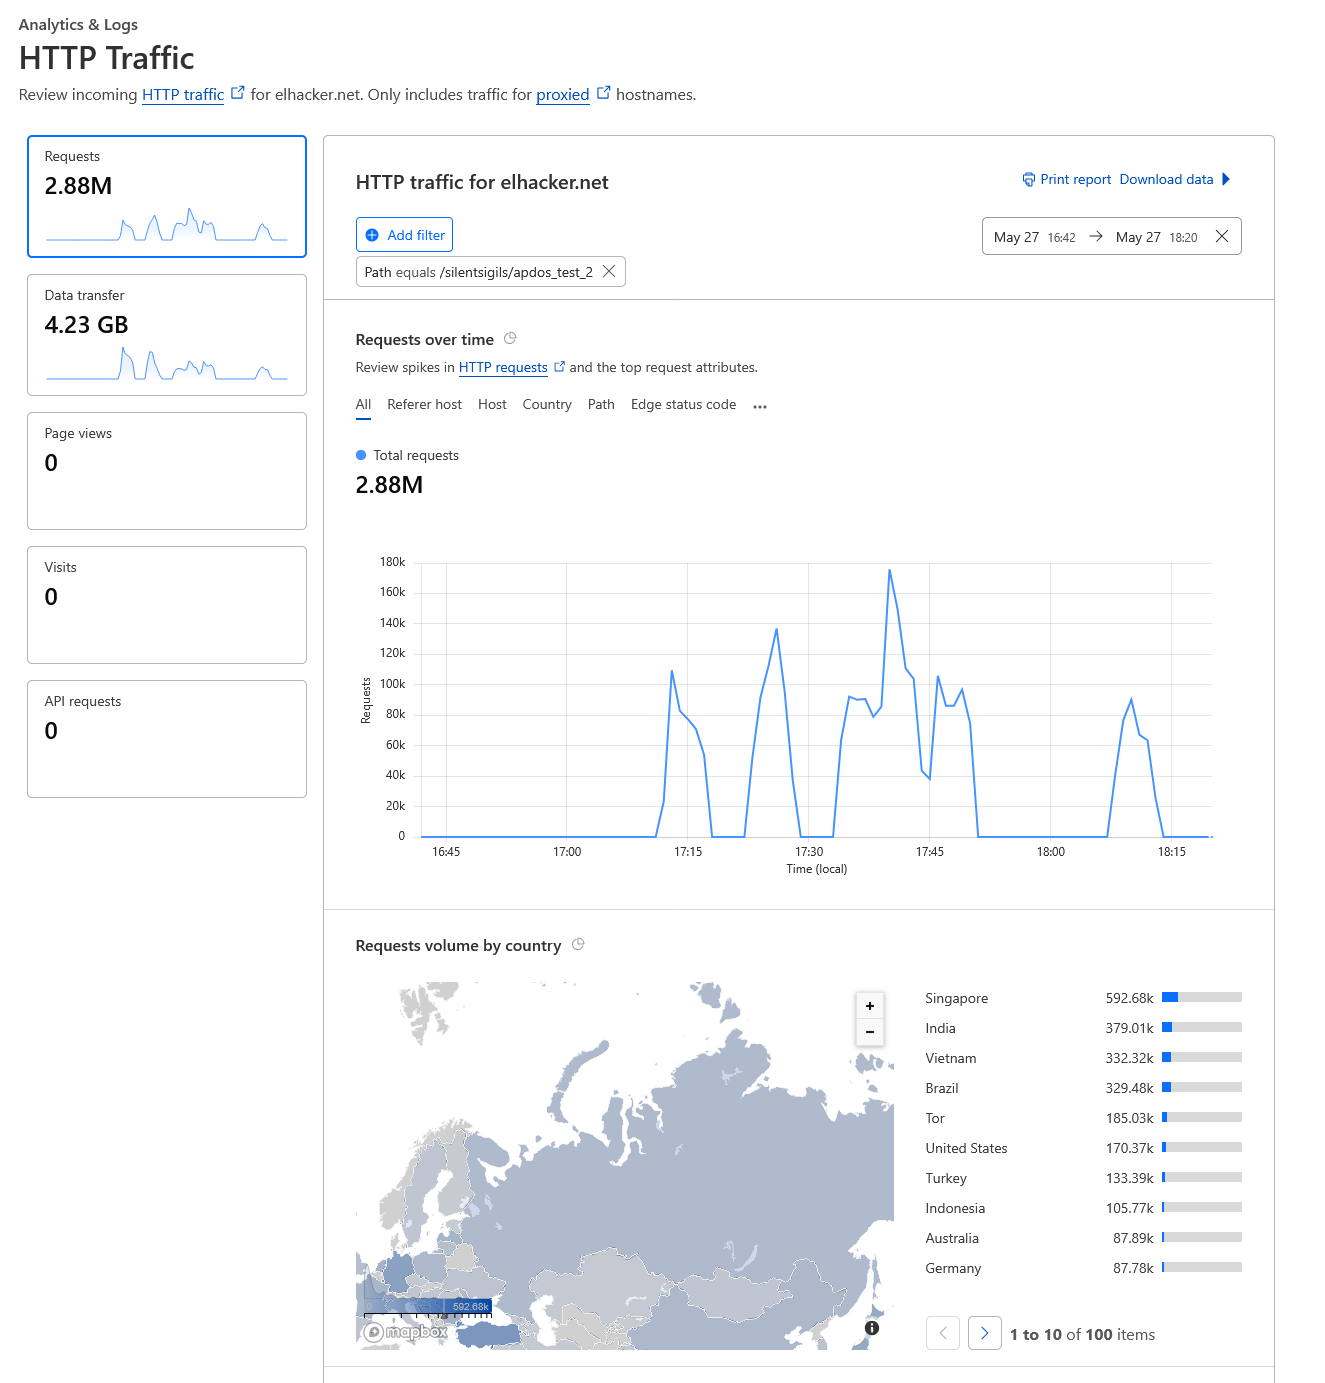 Analytics & Logs
HTTP Traffic
Review incoming HTTP traffic for elhacker.net. Only includes traffic for proxied hostnames.
Requests
2.88M
Data transfer
4.23 GB
Page views
0
Visits
0
API requests
0
HTTP traffic for elhacker.net
Print report Download data
Add filter
May 27 16:42 → May 27 18:20
Path equals /silentsigils/apdos_test_2
Requests over time
Review spikes in HTTP requests and the top request attributes.
All Referer host Host Country Path Edge status code ...
Total requests
2.88M
180k
160k
140k
120k
100k
80k
60k
40k
20k
0
Requests
16:45 17:00 17:15 17:30 17:45 18:00 18:15
Time (local)
Requests volume by country
+
−
0 592.68k
mapbox
Singapore 592.68k
India 379.01k
Vietnam 332.32k
Brazil 329.48k
Tor 185.03k
United States 170.37k
Turkey 133.39k
Indonesia 105.77k
Australia 87.89k
Germany 87.78k
1 to 10 of 100 items